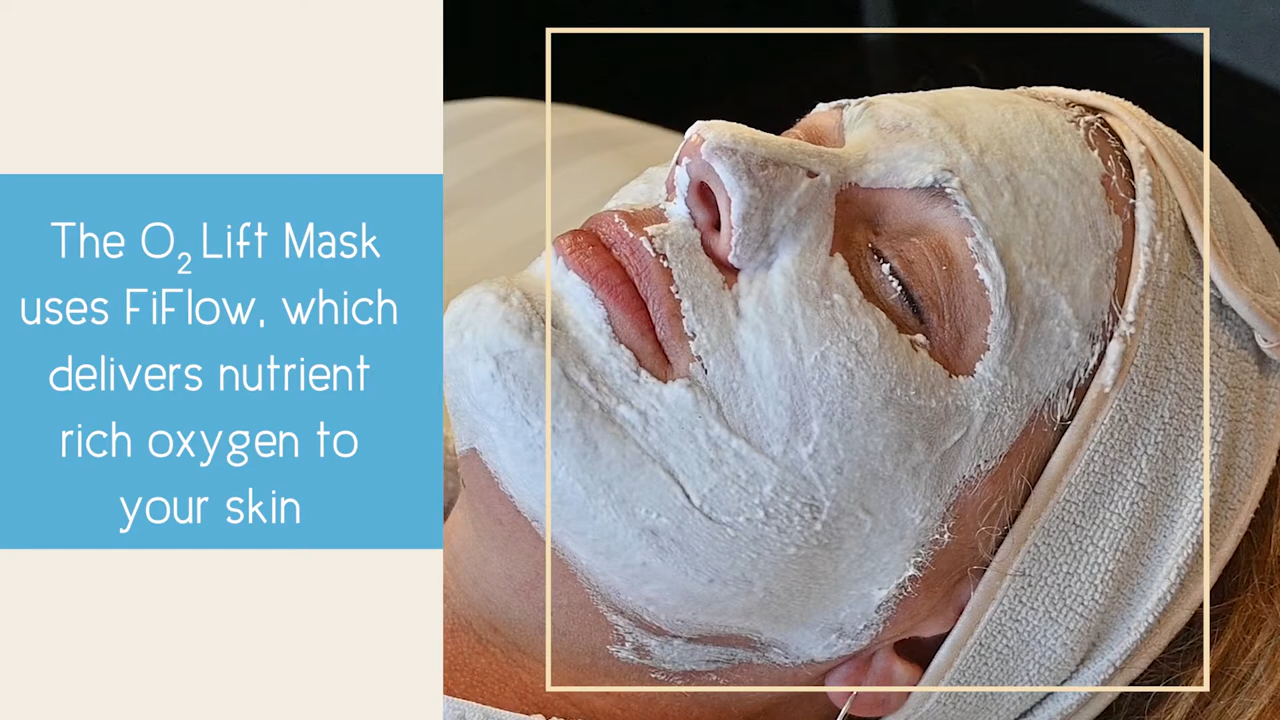 The O₂ Lift Mask
uses FiFlow, which
delivers nutrient
rich oxygen to
your skin